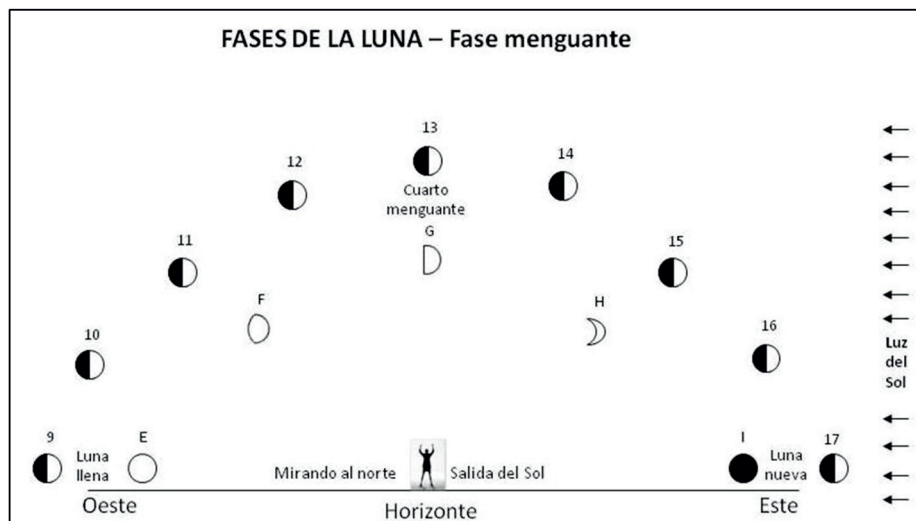 FASES DE LA LUNA – Fase menguante
13
12
14
Cuarto
menguante
G
11
15
F
H
10
16
Luz
del
Sol
9
Luna
llena
E
Mirando al norte
Salida del Sol
I
Luna
nueva
17
Oeste
Horizonte
Este